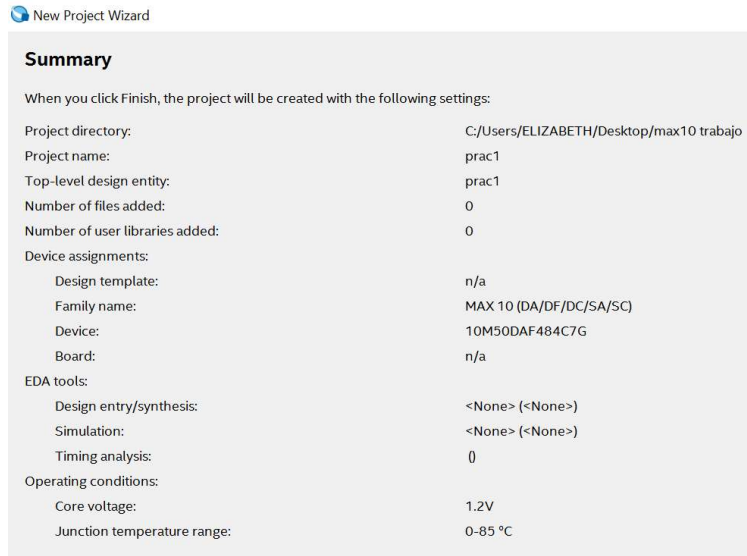 New Project Wizard
Summary
When you click Finish, the project will be created with the following settings:
Project directory: C:/Users/ELIZABETH/Desktop/max10 trabajo
Project name: prac1
Top-level design entity: prac1
Number of files added: 0
Number of user libraries added: 0
Device assignments:
Design template: n/a
Family name: MAX 10 (DA/DF/DC/SA/SC)
Device: 10M50DAF484C7G
Board: n/a
EDA tools:
Design entry/synthesis: <None> (<None>)
Simulation: <None> (<None>)
Timing analysis: ()
Operating conditions:
Core voltage: 1.2V
Junction temperature range: 0-85 °C